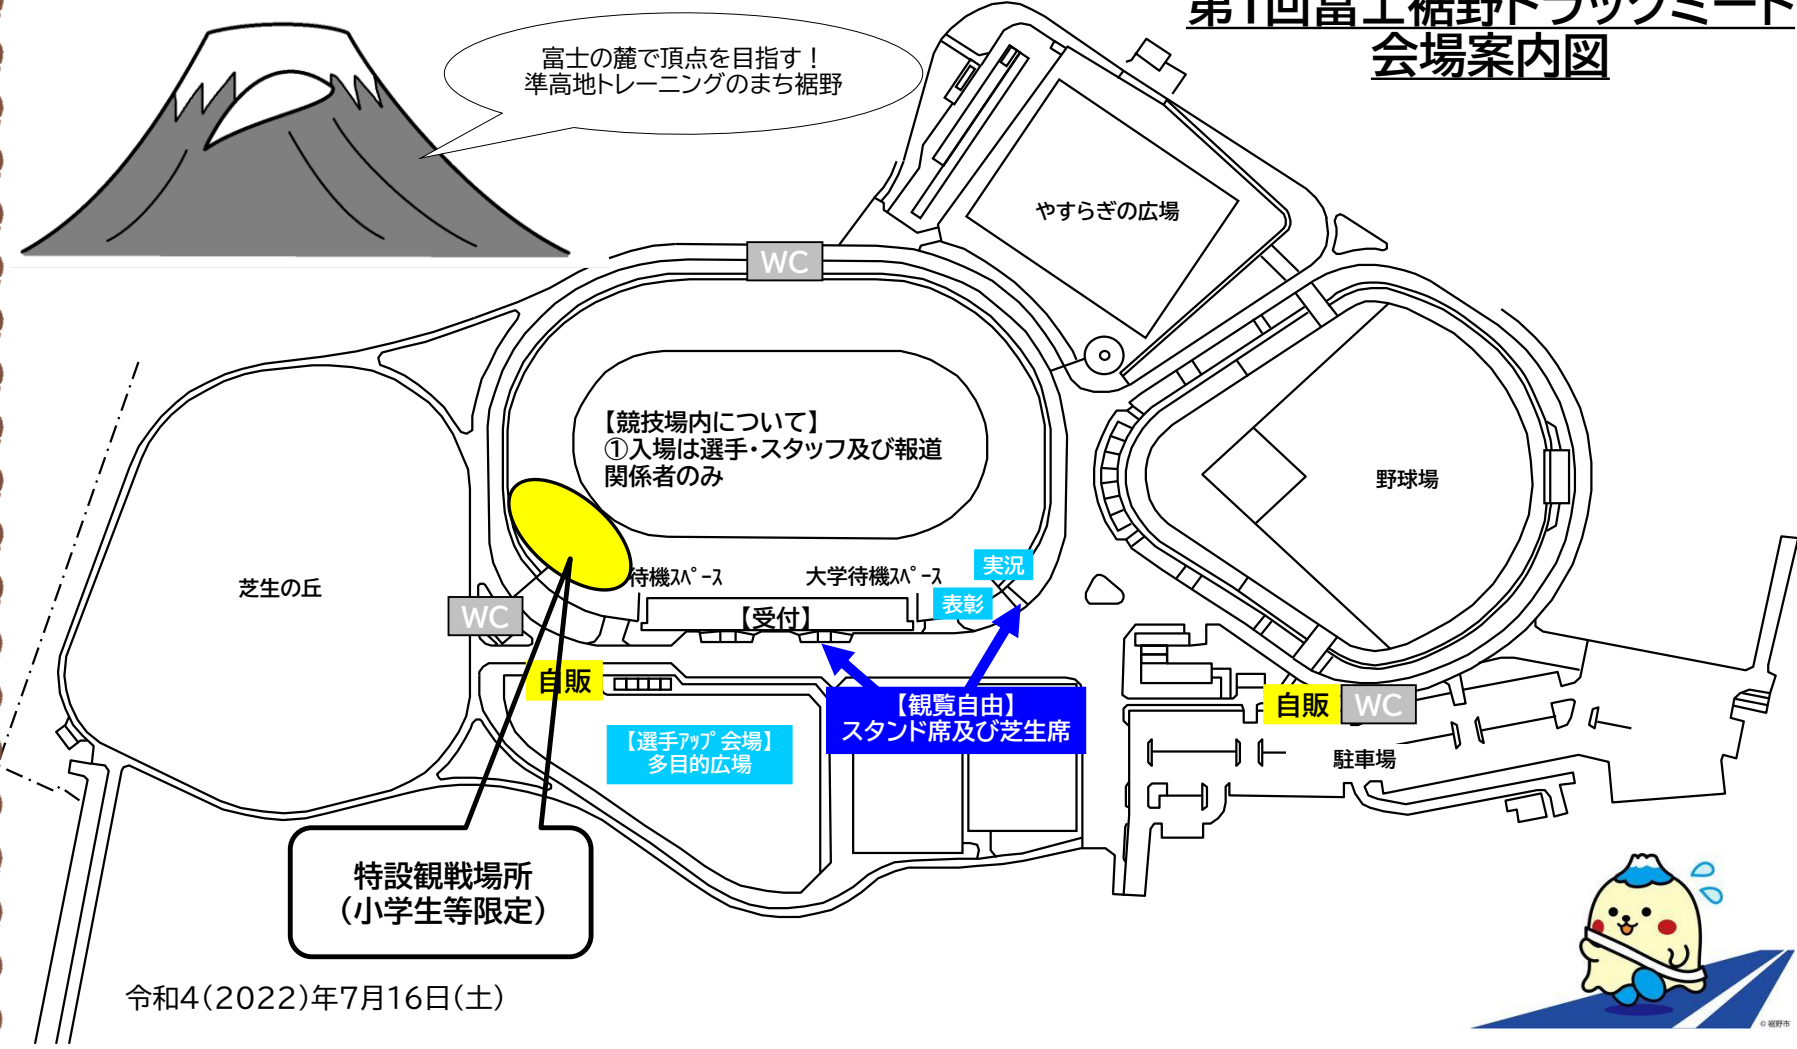 第1回富士裾野トラックミート
会場案内図
富士の麓で頂点を目指す！
準高地トレーニングのまち裾野
やすらぎの広場
WC
【競技場内について】
①入場は選手・スタッフ及び報道
関係者のみ
野球場
芝生の丘
待機ｽﾍﾟｰｽ
大学待機ｽﾍﾟｰｽ
実況
表彰
WC
【受付】
自販
【観覧自由】
スタンド席及び芝生席
自販
WC
【選手ｱｯﾌﾟ会場】
多目的広場
駐車場
特設観戦場所
（小学生等限定）
令和4（2022）年7月16日（土）
© 裾野市